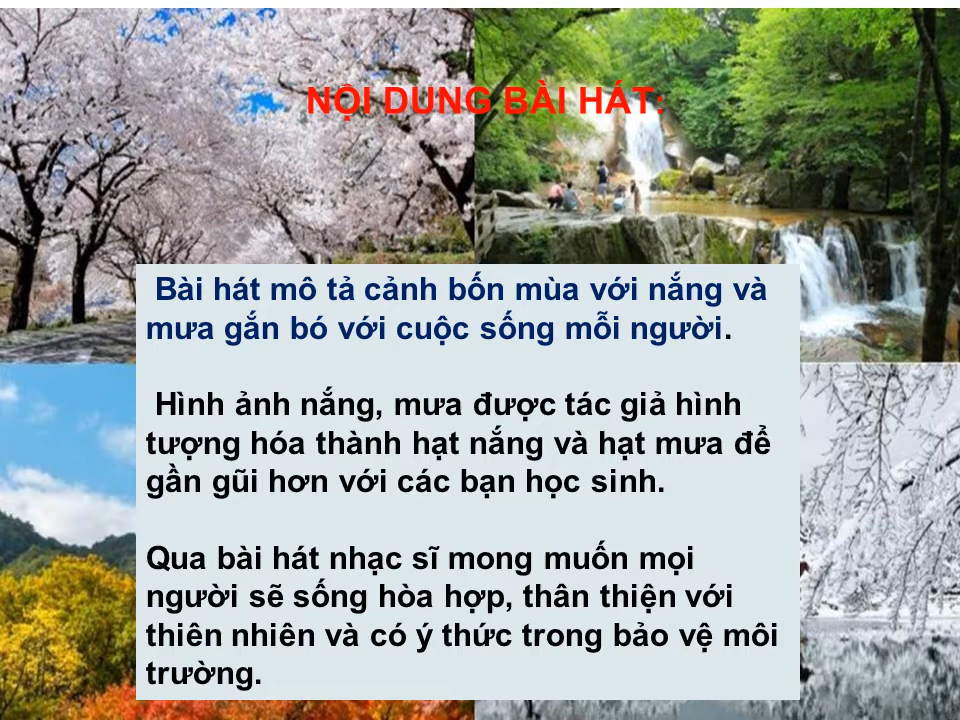 NỘI DUNG BÀI HÁT:
Bài hát mô tả cảnh bốn mùa với nắng và
mưa gắn bó với cuộc sống mỗi người.
Hình ảnh nắng, mưa được tác giả hình
tượng hóa thành hạt nắng và hạt mưa để
gần gũi hơn với các bạn học sinh.
Qua bài hát nhạc sĩ mong muốn mọi
người sẽ sống hòa hợp, thân thiện với
thiên nhiên và có ý thức trong bảo vệ môi
trường.